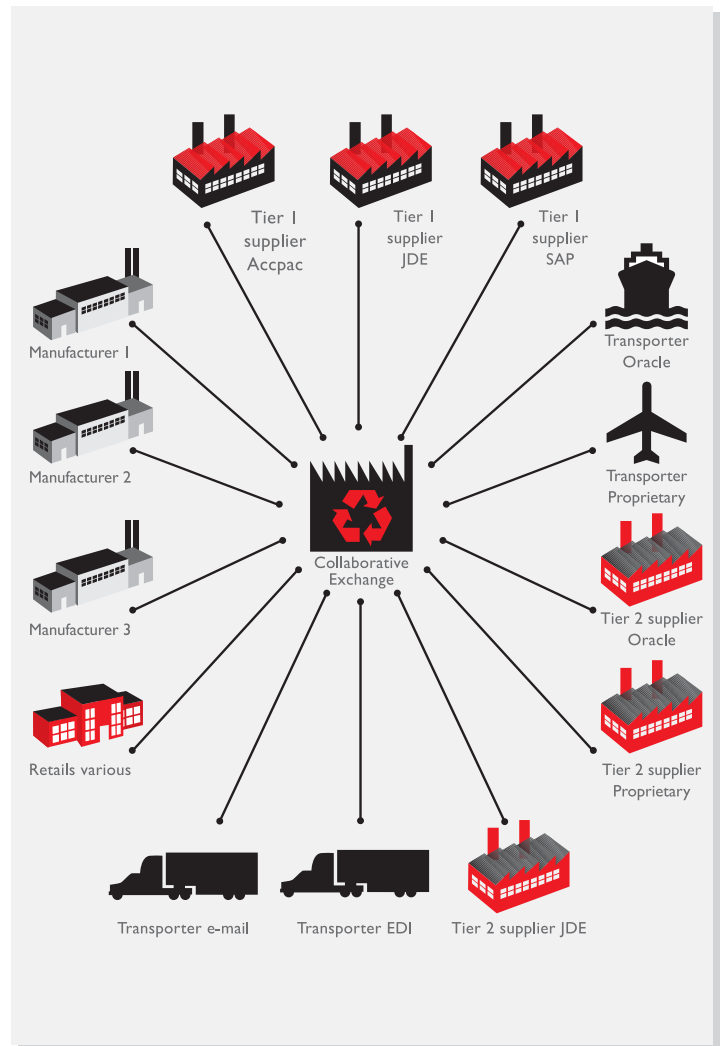 Tier 1
supplier
Accpac
Tier 1
supplier
JDE
Tier 1
supplier
SAP
Manufacturer 1
Transporter
Oracle
Manufacturer 2
Transporter
Proprietary
Collaborative
Exchange
Manufacturer 3
Tier 2 supplier
Oracle
Retails various
Tier 2 supplier
Proprietary
Transporter e-mail
Transporter EDI
Tier 2 supplier JDE